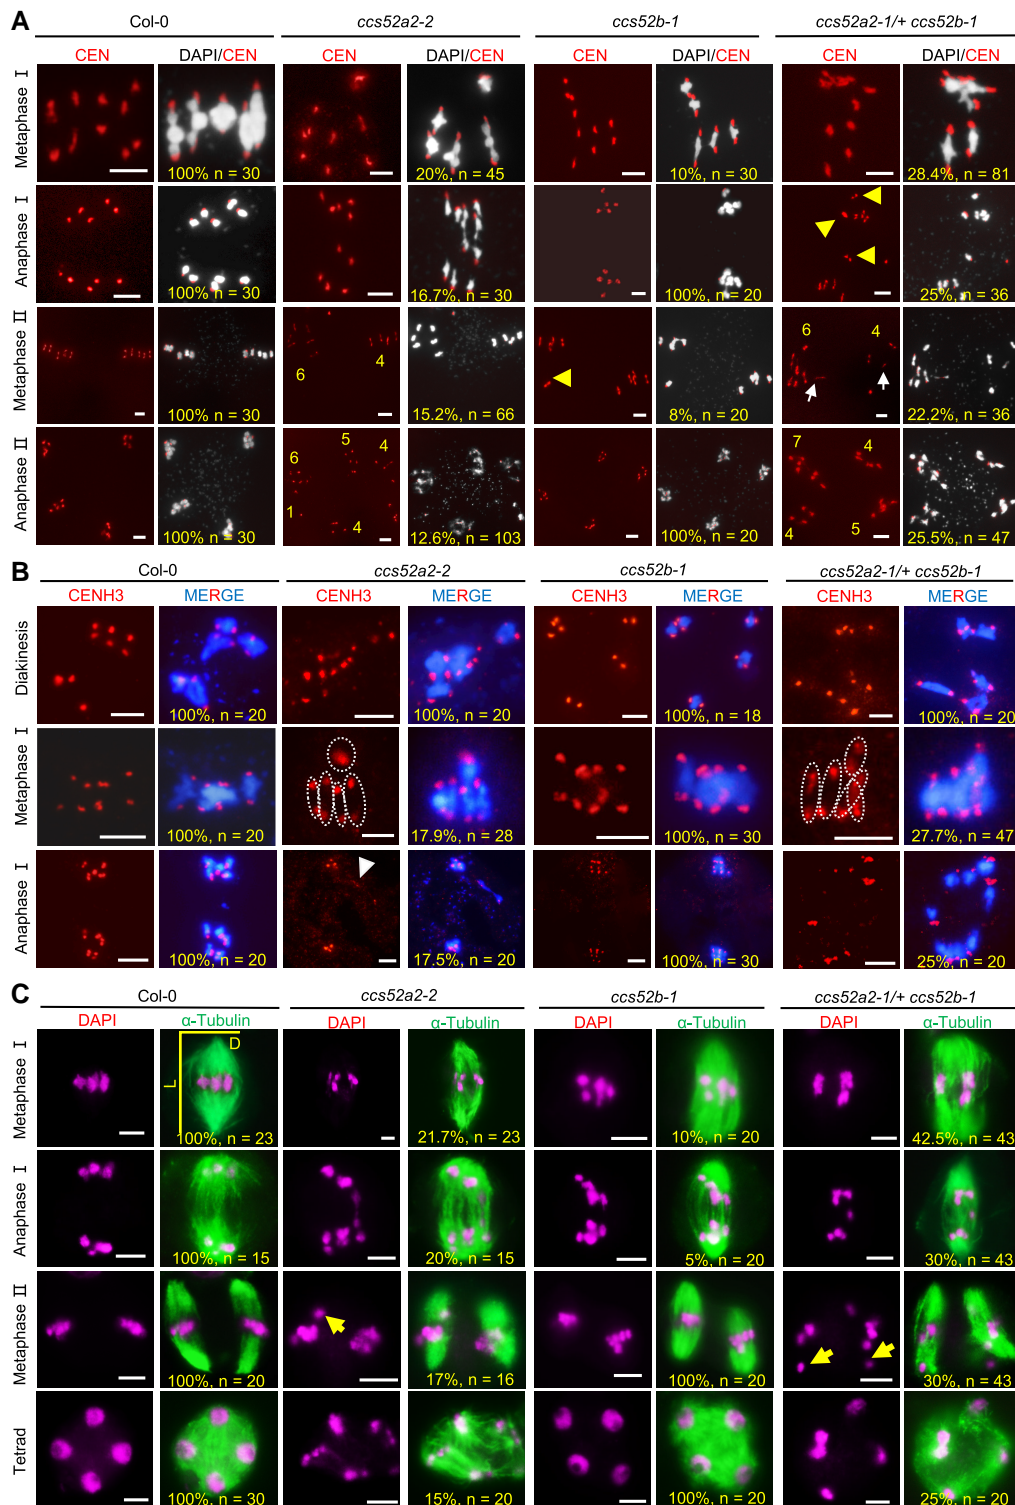 A
Col-0 ccs52a2-2 ccs52b-1 ccs52a2-1/+ ccs52b-1
CEN DAPI/CEN CEN DAPI/CEN CEN DAPI/CEN CEN DAPI/CEN
Metaphase I
100% n = 30 20%, n = 45 10%, n = 30 28.4%, n = 81
Anaphase I
100% n = 30 16.7%, n = 30 100%, n = 20 25%, n = 36
Metaphase II
6 4 6 4
100% n = 30 15.2%, n = 66 8%, n = 20 22.2%, n = 36
Anaphase II
6 5 4 1 4 7 4 4 5
100% n = 30 12.6%, n = 103 100%, n = 20 25.5%, n = 47
B
Col-0 ccs52a2-2 ccs52b-1 ccs52a2-1/+ ccs52b-1
CENH3 MERGE CENH3 MERGE CENH3 MERGE CENH3 MERGE
Diakinesis
100%, n = 20 100%, n = 20 100%, n = 18 100%, n = 20
Metaphase I
100%, n = 20 17.9%, n = 28 100%, n = 30 27.7%, n = 47
Anaphase I
100%, n = 20 17.5%, n = 20 100%, n = 30 25%, n = 20
C
Col-0 ccs52a2-2 ccs52b-1 ccs52a2-1/+ ccs52b-1
DAPI α-Tubulin DAPI α-Tubulin DAPI α-Tubulin DAPI α-Tubulin
Metaphase I
D
L
100%, n = 23 21.7%, n = 23 10%, n = 20 42.5%, n = 43
Anaphase I
100%, n = 15 20%, n = 15 5%, n = 20 30%, n = 43
Metaphase II
100%, n = 20 17%, n = 16 100%, n = 20 30%, n = 43
Tetrad
100%, n = 30 15%, n = 20 100%, n = 20 25%, n = 20